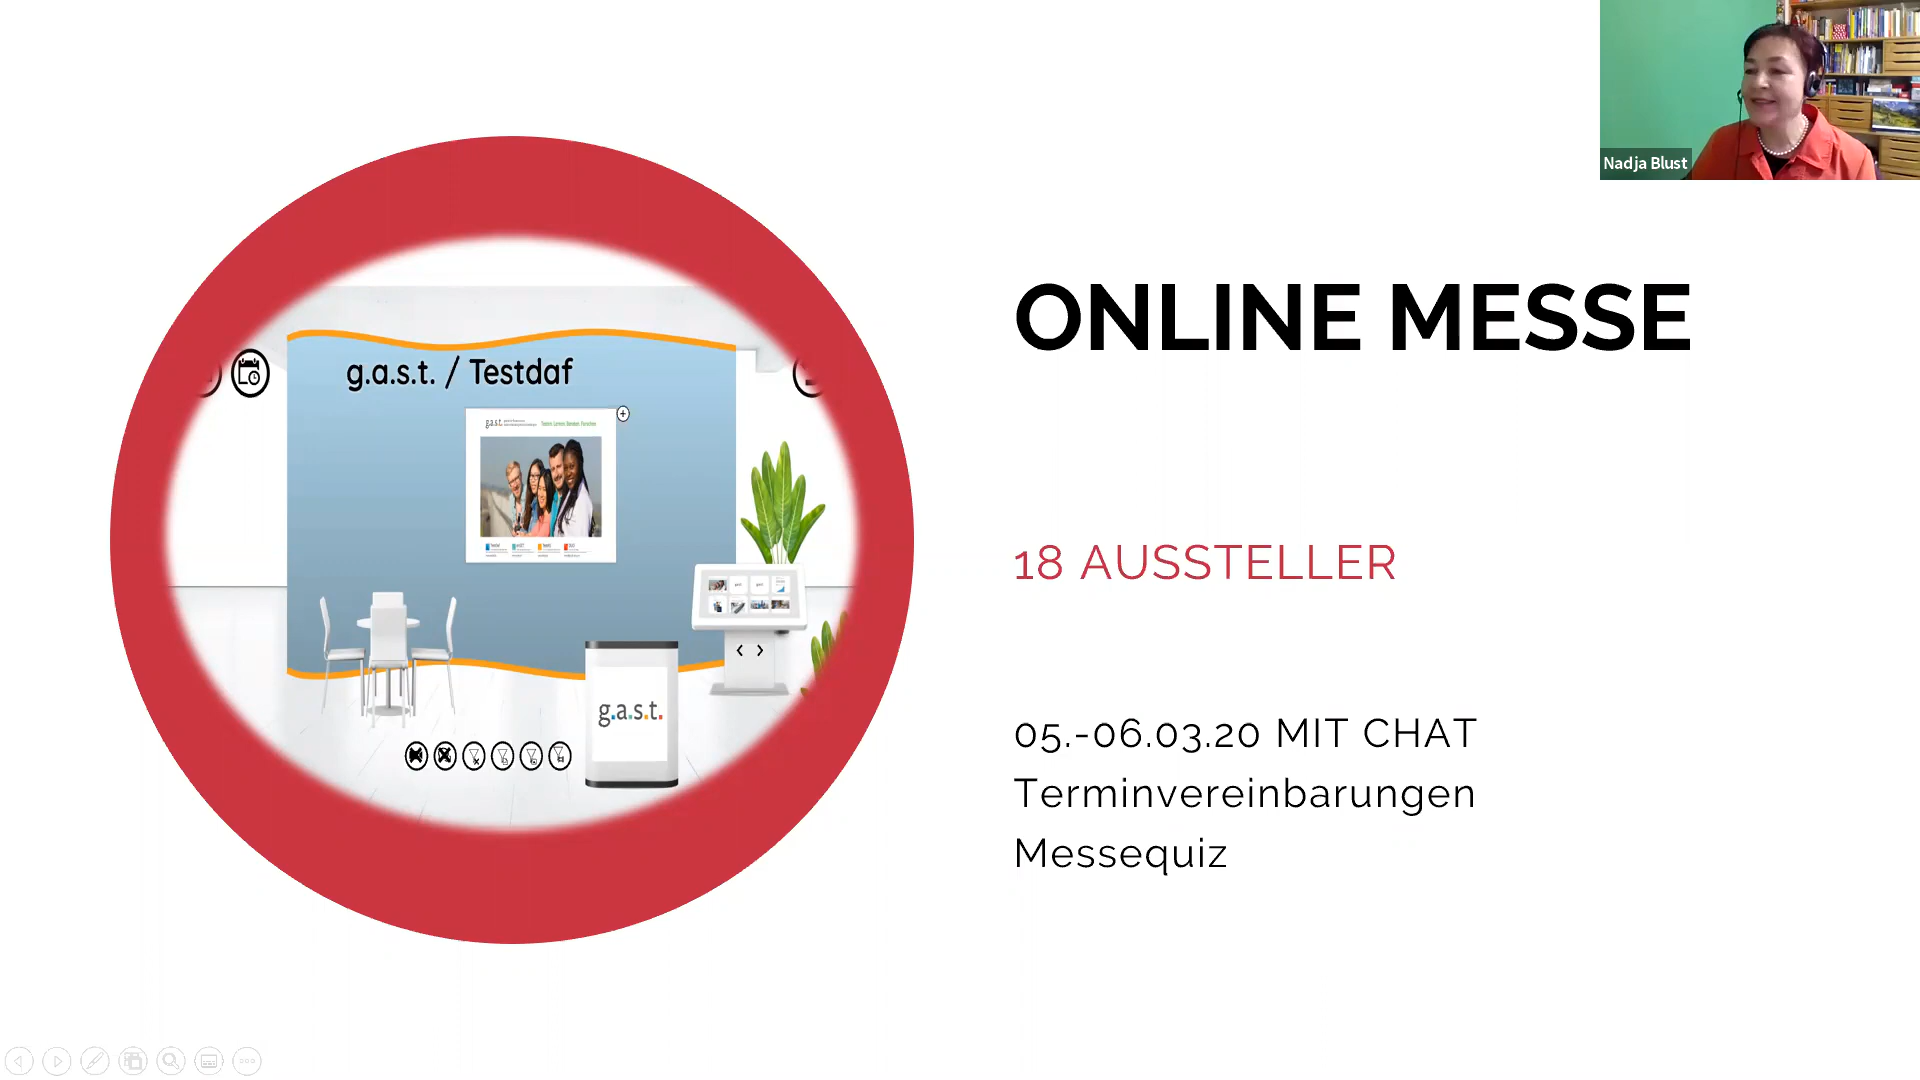 Nadja Blust
ONLINE MESSE
g.a.s.t. / Testdaf
g.a.s.t.
18 AUSSTELLER
g.a.s.t.
05.-06.03.20 MIT CHAT
Terminvereinbarungen
Messequiz